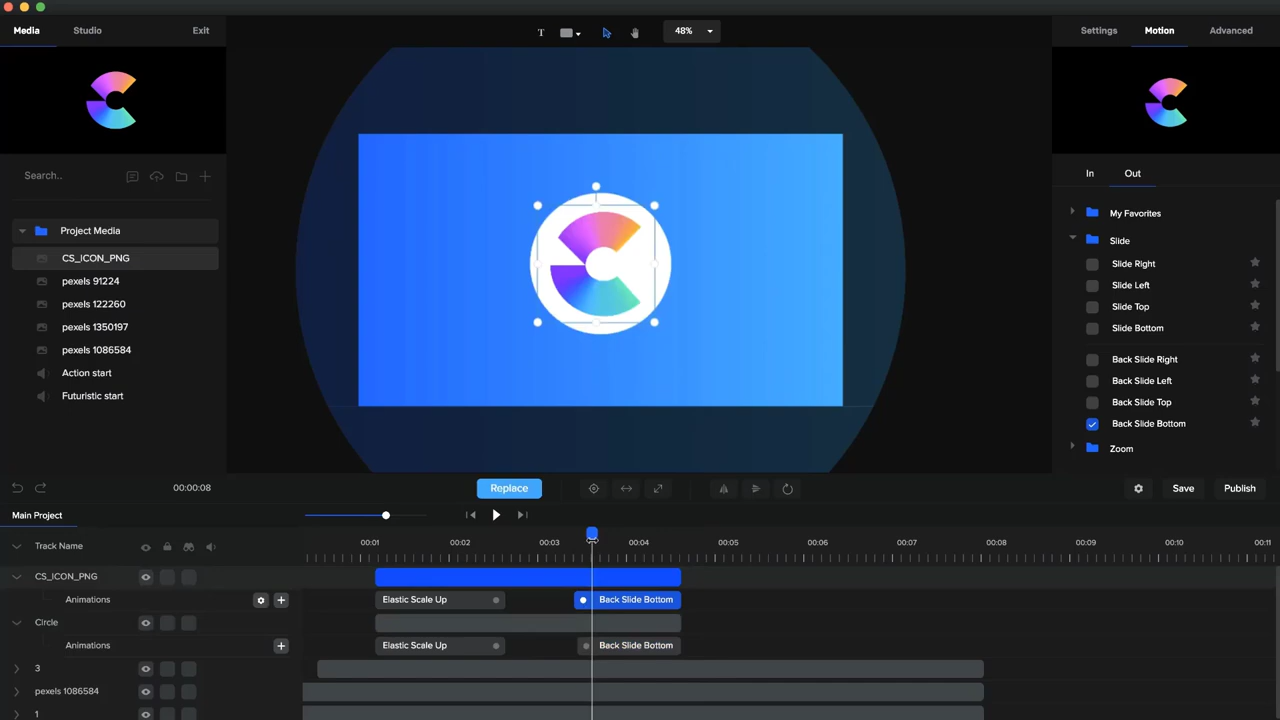 Media Studio Exit
T 48%
Settings Motion Advanced
Search..
In Out
Project Media
CS_ICON_PNG
pexels 91224
pexels 122260
pexels 1350197
pexels 1086584
Action start
Futuristic start
My Favorites
Slide
Slide Right
Slide Left
Slide Top
Slide Bottom
Back Slide Right
Back Slide Left
Back Slide Top
Back Slide Bottom
Zoom
00:00:08
Replace
Save Publish
Main Project
Track Name
00:01 00:02 00:03 00:04 00:05 00:06 00:07 00:08 00:09 00:10 00:11
CS_ICON_PNG
Animations Elastic Scale Up Back Slide Bottom
Circle
Animations Elastic Scale Up Back Slide Bottom
3
pexels 1086584
1